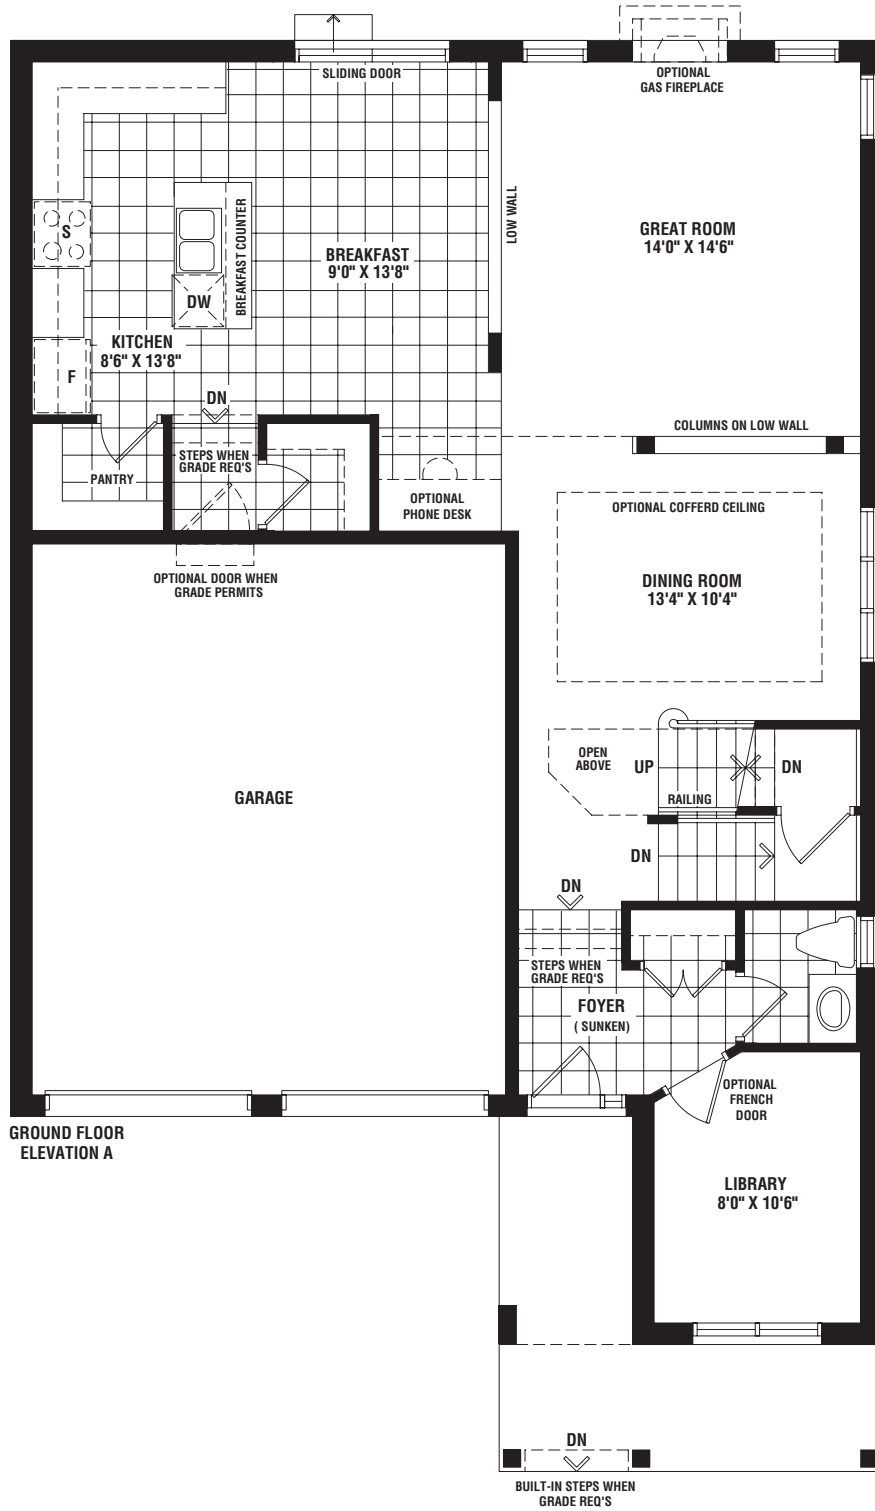 SLIDING DOOR
OPTIONAL
GAS FIREPLACE
LOW WALL
GREAT ROOM
14'0" X 14'6"
S
BREAKFAST COUNTER
BREAKFAST
9'0" X 13'8"
DW
KITCHEN
8'6" X 13'8"
F
DN
COLUMNS ON LOW WALL
STEPS WHEN
GRADE REQ'S
PANTRY
OPTIONAL
PHONE DESK
OPTIONAL COFFERD CEILING
OPTIONAL DOOR WHEN
GRADE PERMITS
DINING ROOM
13'4" X 10'4"
OPEN
ABOVE
UP
DN
RAILING
GARAGE
DN
DN
STEPS WHEN
GRADE REQ'S
FOYER
( SUNKEN)
OPTIONAL
FRENCH
DOOR
GROUND FLOOR
ELEVATION A
LIBRARY
8'0" X 10'6"
DN
BUILT-IN STEPS WHEN
GRADE REQ'S